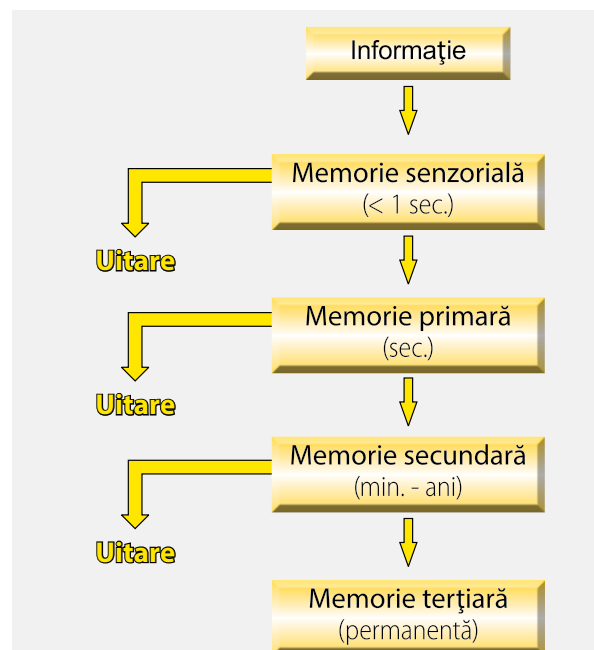 Informaţie
Memorie senzorială
(< 1 sec.)
Uitare
Memorie primară
(sec.)
Uitare
Memorie secundară
(min. - ani)
Uitare
Memorie terţiară
(permanentă)